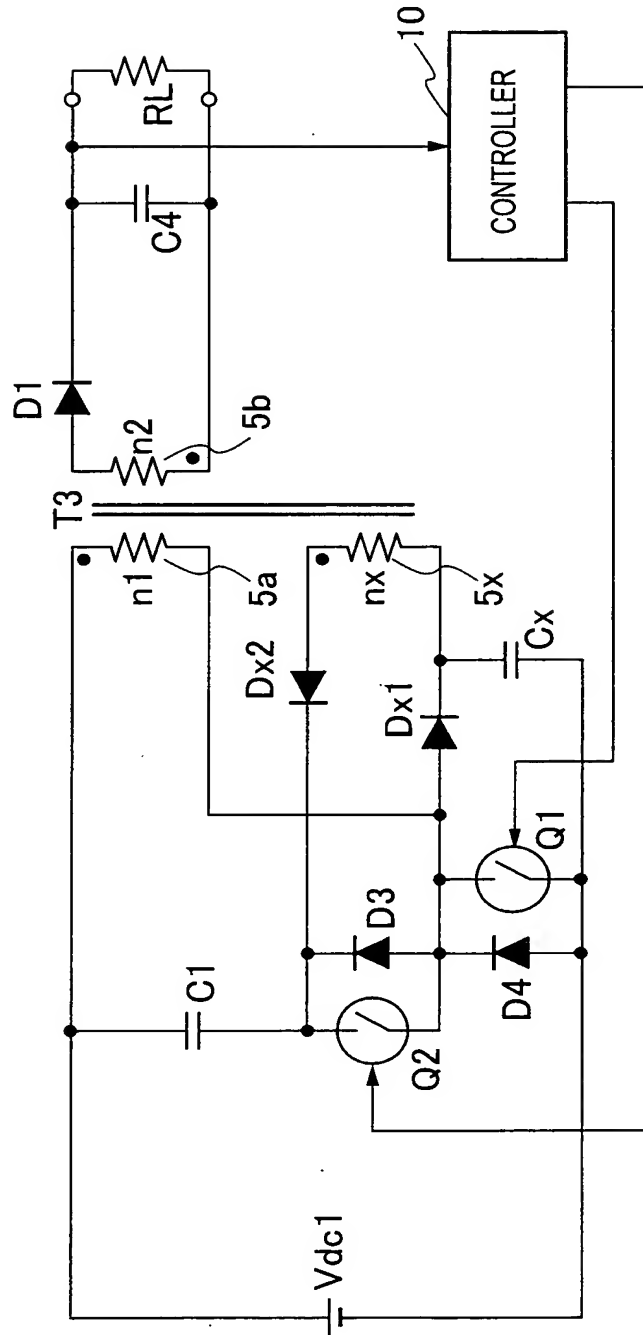 Vdc1
C1
Q2
D3
D4
Q1
Dx1
Cx
Dx2
nx
5x
n1
5a
T3
n2
5b
D1
C4
RL
10
CONTROLLER